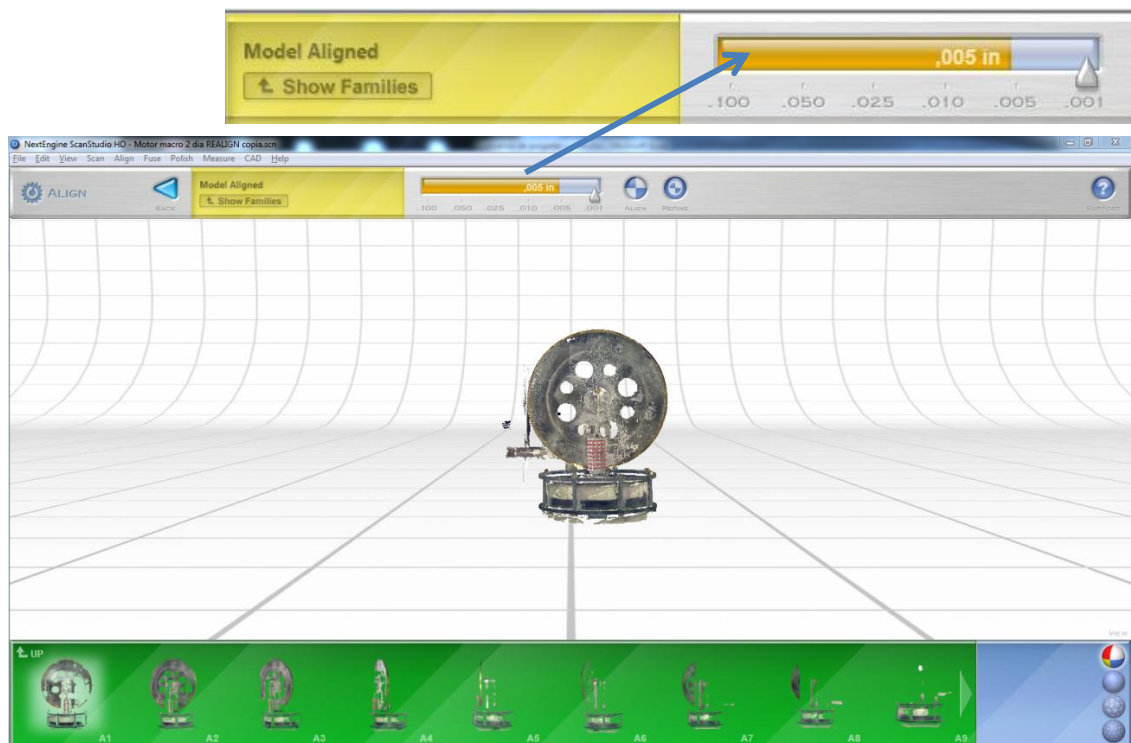 Model Aligned
Show Families
,005 in
.100 .050 .025 .010 .005 .001
NextEngine ScanStudio HD - Motor macro 2 dia REALIGN copia.scn
File Edit View Scan Align Fuse Polish Measure CAD Help
ALIGN
BACK
Model Aligned
Show Families
,005 in
.100 .050 .025 .010 .005 .001
ALIGN REFINE
SUPPORT
VIEW
UP
A1 A2 A3 A4 A5 A6 A7 A8 A9